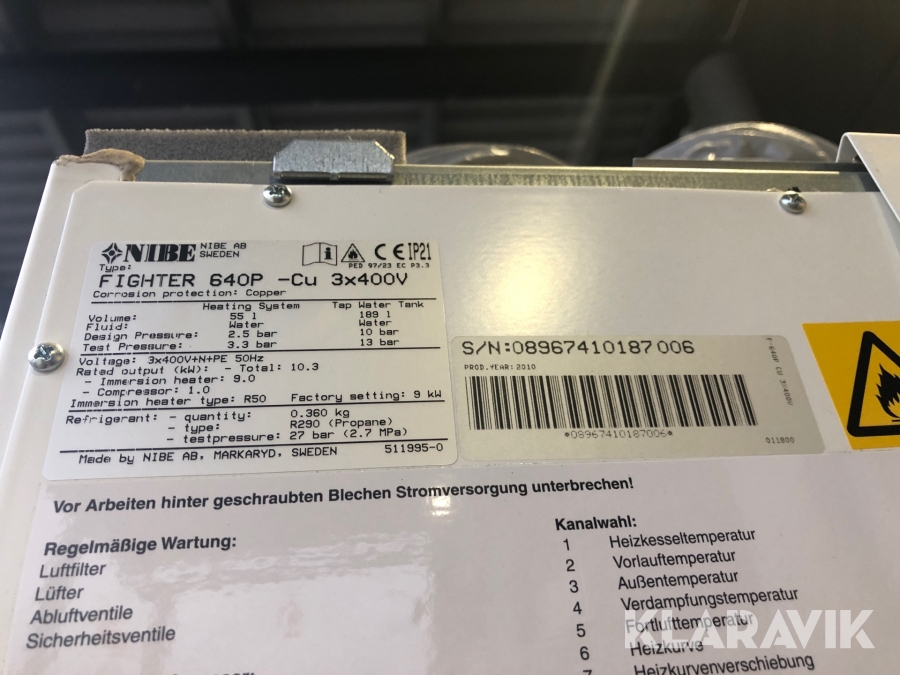 NIBE NIBE AB SWEDEN
CE IP21
PED 97/23 EC P3.3
Type:
FIGHTER 640P -Cu 3x400V
Corrosion protection: Copper
Heating System Tap Water Tank
Volume: 55 l 189 l
Fluid: Water Water
Design Pressure: 2.5 bar 10 bar
Test Pressure: 3.3 bar 13 bar
Voltage: 3x400V+N+PE 50Hz
Rated output (kW): - Total: 10.3
- Immersion heater: 9.0
- Compressor: 1.0
Immersion heater type: R50 Factory setting: 9 kW
Refrigerant: - quantity: 0.360 kg
- type: R290 (Propane)
- testpressure: 27 bar (2.7 MPa)
Made by NIBE AB, MARKARYD, SWEDEN 511995-0
S/N:08967410187006
PROD.YEAR:2010
*08967410187006*
F-640P CU 3X400V
011800
Vor Arbeiten hinter geschraubten Blechen Stromversorgung unterbrechen!
Regelmäßige Wartung:
Luftfilter
Lüfter
Abluftventile
Sicherheitsventile
Kanalwahl:
1 Heizkesseltemperatur
2 Vorlauftemperatur
3 Außentemperatur
4 Verdampfungstemperatur
5 Fortlufttemperatur
6 Heizkurve
7 Heizkurvenverschiebung
KLARAVIK